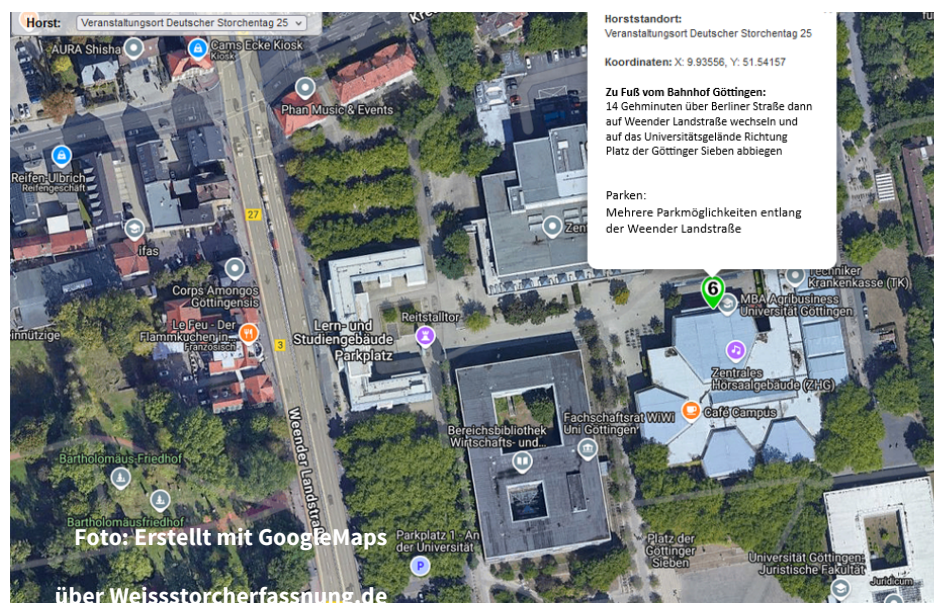 Horst: Veranstaltungsort Deutscher Storchentag 25
Horststandort:
Veranstaltungsort Deutscher Storchentag 25
Koordinaten: X: 9.93556, Y: 51.54157
Zu Fuß vom Bahnhof Göttingen:
14 Gehminuten über Berliner Straße dann
auf Weender Landstraße wechseln und
auf das Universitätsgelände Richtung
Platz der Göttinger Sieben abbiegen
Parken:
Mehrere Parkmöglichkeiten entlang
der Weender Landstraße
AURA Shisha
Cams Ecke Kiosk
Kiosk
Phan Music & Events
Reifen-Ulbrich
Reifengeschäft
27
ifas
Zen
Corps Amongos
Göttingensis
Techniker
Krankenkasse (TK)
6
MBA Agribusiness
Universität Göttingen
einnützige
Le Feu - Der
Flammkuchen in...
Französisch
Lern- und
Studiengebäude
Parkplatz
Reitstalltor
3
Zentrales
Hörsaalgebäude (ZHG)
Café Campus
Weender Landstraß
Fachschaftsrat WiWi
Uni Göttingen
Bereichsbibliothek
Wirtschafts- und...
Bartholomäus-Friedhof
Bartholomäusfriedhof
Parkplatz 1 - An
der Universität
P
Platz der
Göttinger
Sieben
Universität Göttingen:
Juristische Fakultät
Juridicum
Foto: Erstellt mit GoogleMaps
über Weissstorcherfassnung.de